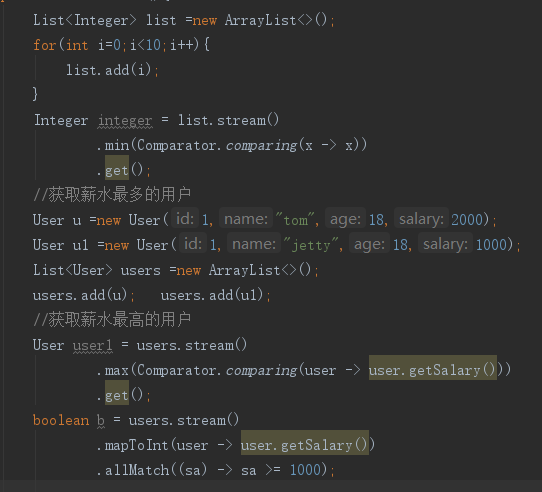 List<Integer> list =new ArrayList<>();
for(int i=0;i<10;i++){
list.add(i);
}
Integer integer = list.stream()
.min(Comparator.comparing(x -> x))
.get();
//获取薪水最多的用户
User u =new User( id: 1, name: "tom", age: 18, salary: 2000);
User u1 =new User( id: 1, name: "jetty", age: 18, salary: 1000);
List<User> users =new ArrayList<>();
users.add(u);   users.add(u1);
//获取薪水最高的用户
User user1 = users.stream()
.max(Comparator.comparing(user -> user.getSalary()))
.get();
boolean b = users.stream()
.mapToInt(user -> user.getSalary())
.allMatch((sa) -> sa >= 1000);